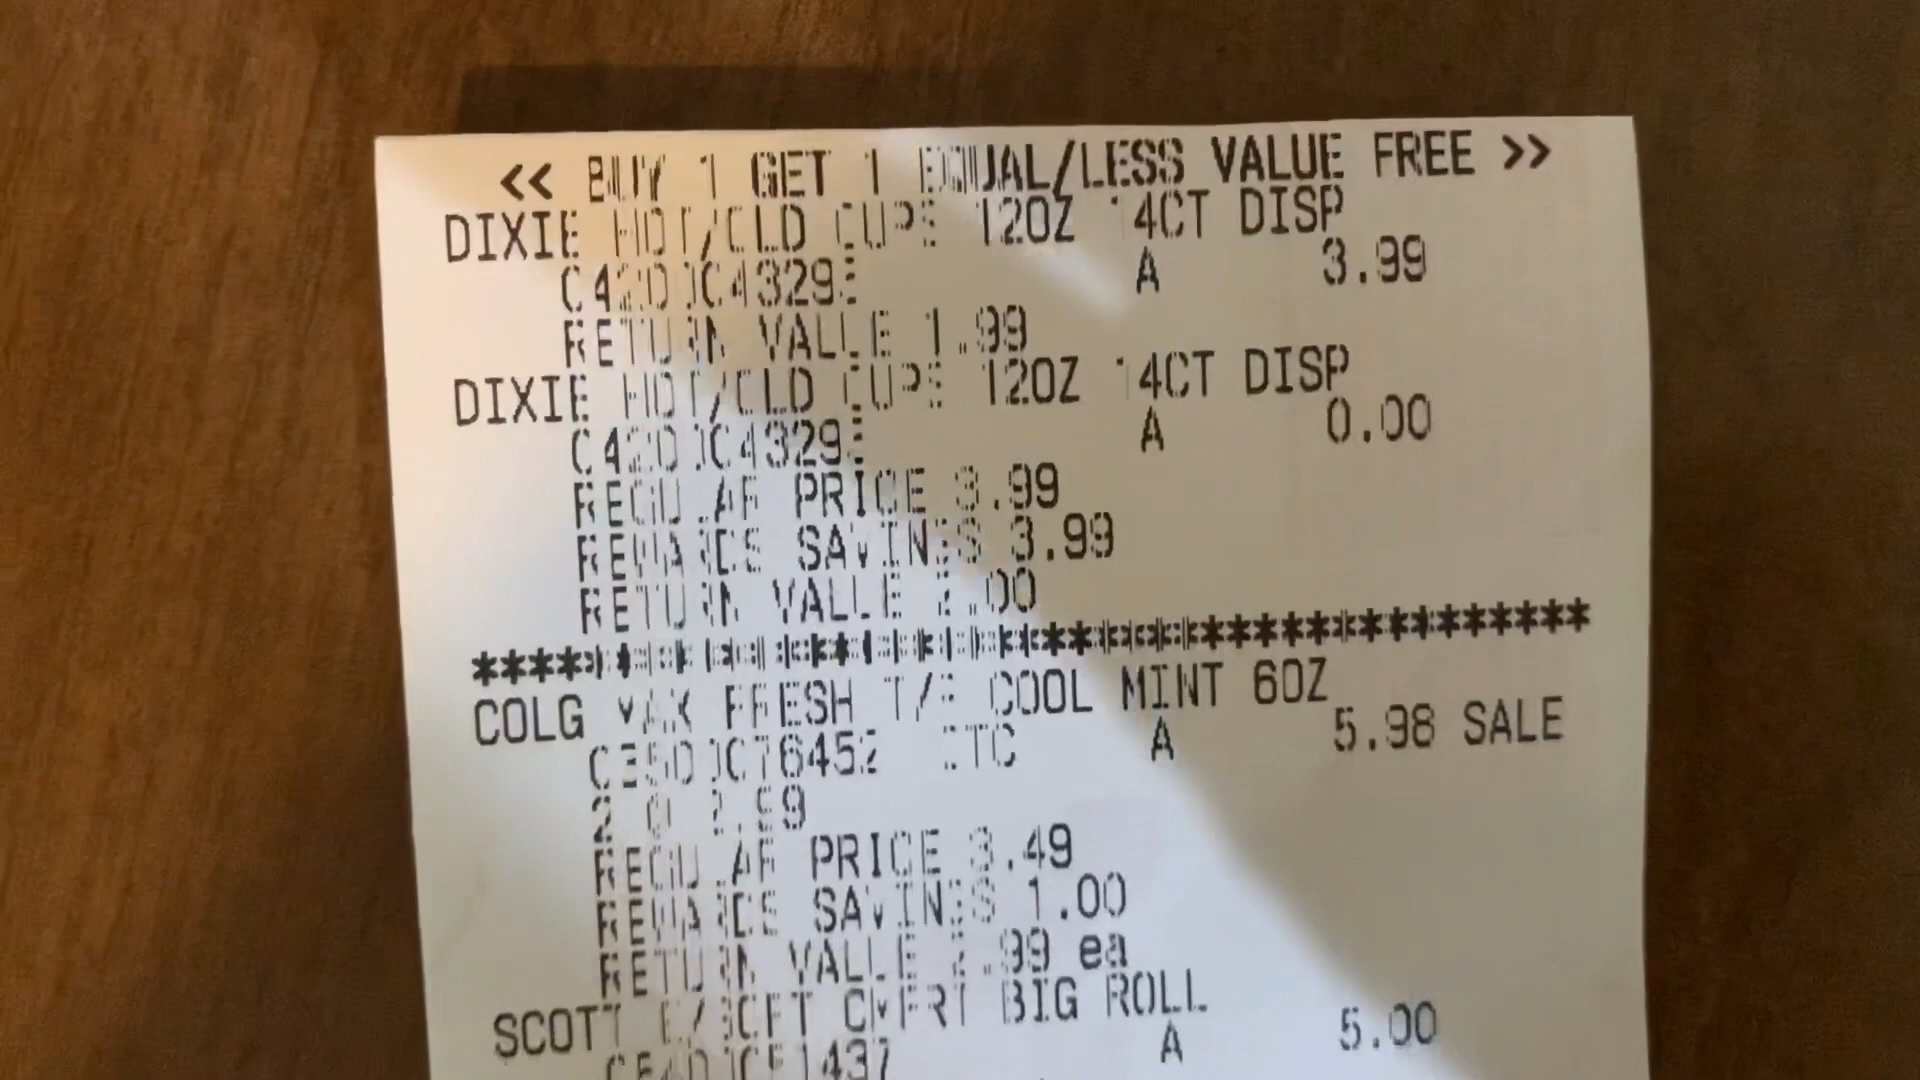 << BUY 1 GET 1 EQUAL/LESS VALUE FREE >>
DIXIE HOT/CLD CUPS 12OZ 14CT DISP
A 3.99
RETURN VALUE 1.99
DIXIE HOT/CLD CUPS 12OZ 14CT DISP
A 0.00
REGULAR PRICE 3.99
REWARDS SAVINGS 3.99
RETURN VALUE 2.00
******************************************
COLG MAX FRESH T/P COOL MINT 6OZ
A 5.98 SALE
2 @ 2.99
REGULAR PRICE 3.49
REWARDS SAVINGS 1.00
RETURN VALUE 2.99 ea
SCOTT CMFRT BIG ROLL
A 5.00